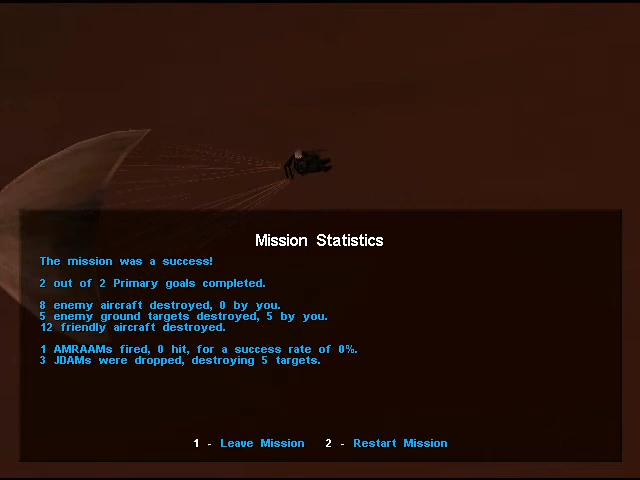 Mission Statistics
The mission was a success!
2 out of 2 Primary goals completed.
8 enemy aircraft destroyed, 0 by you.
5 enemy ground targets destroyed, 5 by you.
12 friendly aircraft destroyed.
1 AMRAAMs fired, 0 hit, for a success rate of 0%.
3 JDAMs were dropped, destroying 5 targets.
1 - Leave Mission 2 - Restart Mission